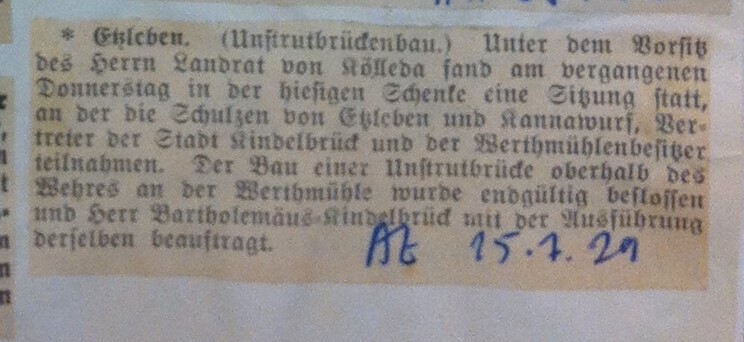 * Etzleben. (Unstrutbrückenbau.) Unter dem Vorsitz
des Herrn Landrat von Kölleda fand am vergangenen
Donnerstag in der hiesigen Schenke eine Sitzung statt,
an der die Schulzen von Etzleben und Kannawurf, Ver-
treter der Stadt Kindelbrück und der Werthmühlenbesitzer
teilnahmen. Der Bau einer Unstrutbrücke oberhalb des
Wehres an der Werthmühle wurde endgültig beslossen
und Herr Bartholemäus-Kindelbrück mit der Ausführung
derselben beauftragt.
15.7.29